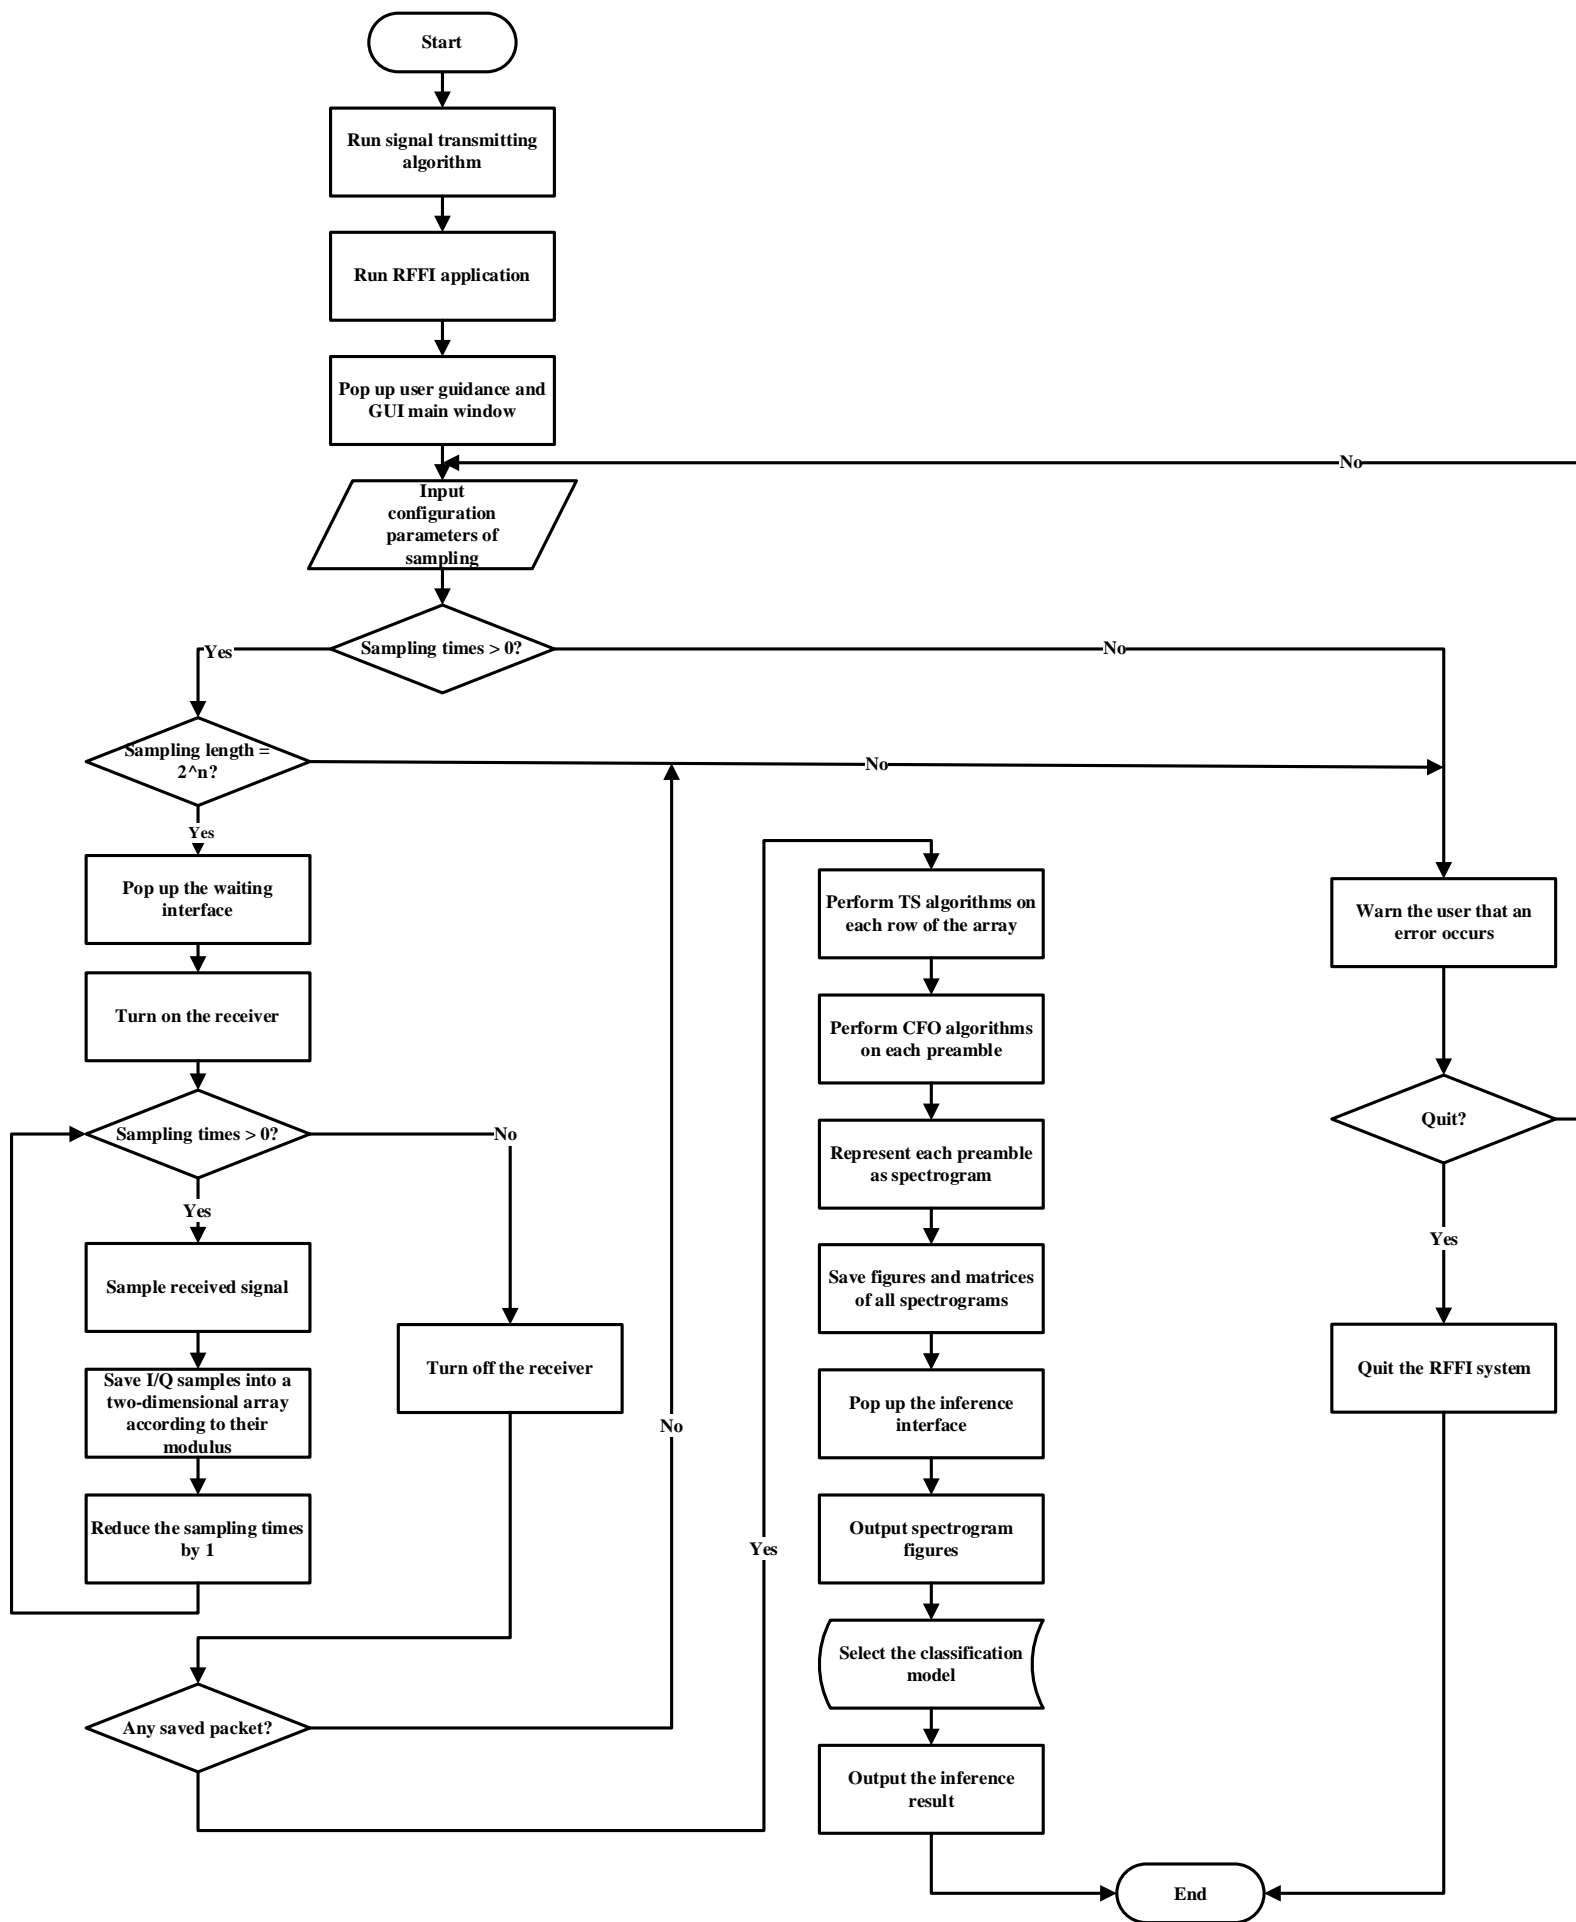 Start
Run signal transmitting
algorithm
Run RFFI application
Pop up user guidance and
GUI main window
No
Input
configuration
parameters of
sampling
Sampling times > 0?
Yes
No
Sampling length =
2^n?
No
Yes
Pop up the waiting
interface
Turn on the receiver
Sampling times > 0?
No
Yes
Sample received signal
Save I/Q samples into a
two-dimensional array
according to their
modulus
Reduce the sampling times
by 1
Turn off the receiver
Any saved packet?
No
Yes
Perform TS algorithms on
each row of the array
Perform CFO algorithms
on each preamble
Represent each preamble
as spectrogram
Save figures and matrices
of all spectrograms
Pop up the inference
interface
Output spectrogram
figures
Select the classification
model
Output the inference
result
Warn the user that an
error occurs
Quit?
Yes
Quit the RFFI system
End